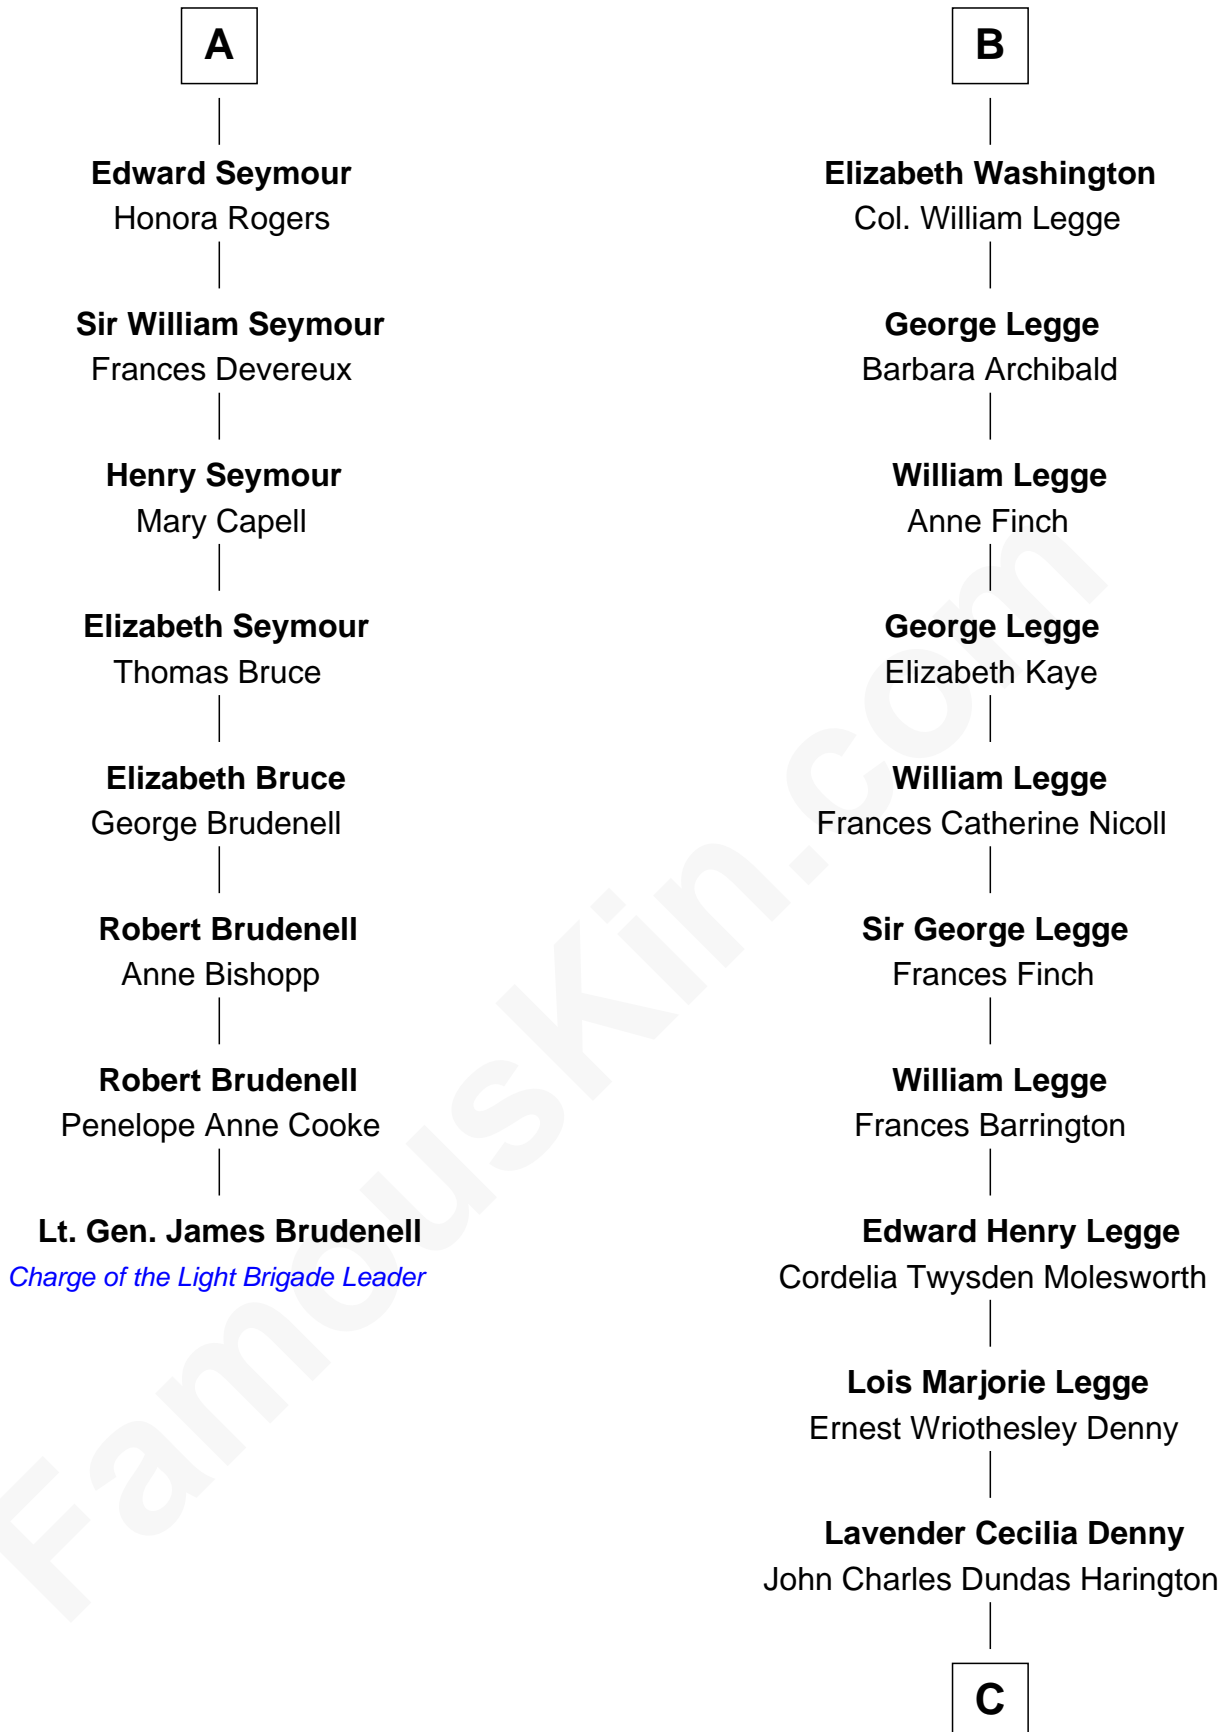 A
Edward Seymour
Honora Rogers
Sir William Seymour
Frances Devereux
Henry Seymour
Mary Capell
Elizabeth Seymour
Thomas Bruce
Elizabeth Bruce
George Brudenell
Robert Brudenell
Anne Bishopp
Robert Brudenell
Penelope Anne Cooke
Lt. Gen. James Brudenell
Charge of the Light Brigade Leader
B
Elizabeth Washington
Col. William Legge
George Legge
Barbara Archibald
William Legge
Anne Finch
George Legge
Elizabeth Kaye
William Legge
Frances Catherine Nicoll
Sir George Legge
Frances Finch
William Legge
Frances Barrington
Edward Henry Legge
Cordelia Twysden Molesworth
Lois Marjorie Legge
Ernest Wriothesley Denny
Lavender Cecilia Denny
John Charles Dundas Harington
C
FamousKin.com